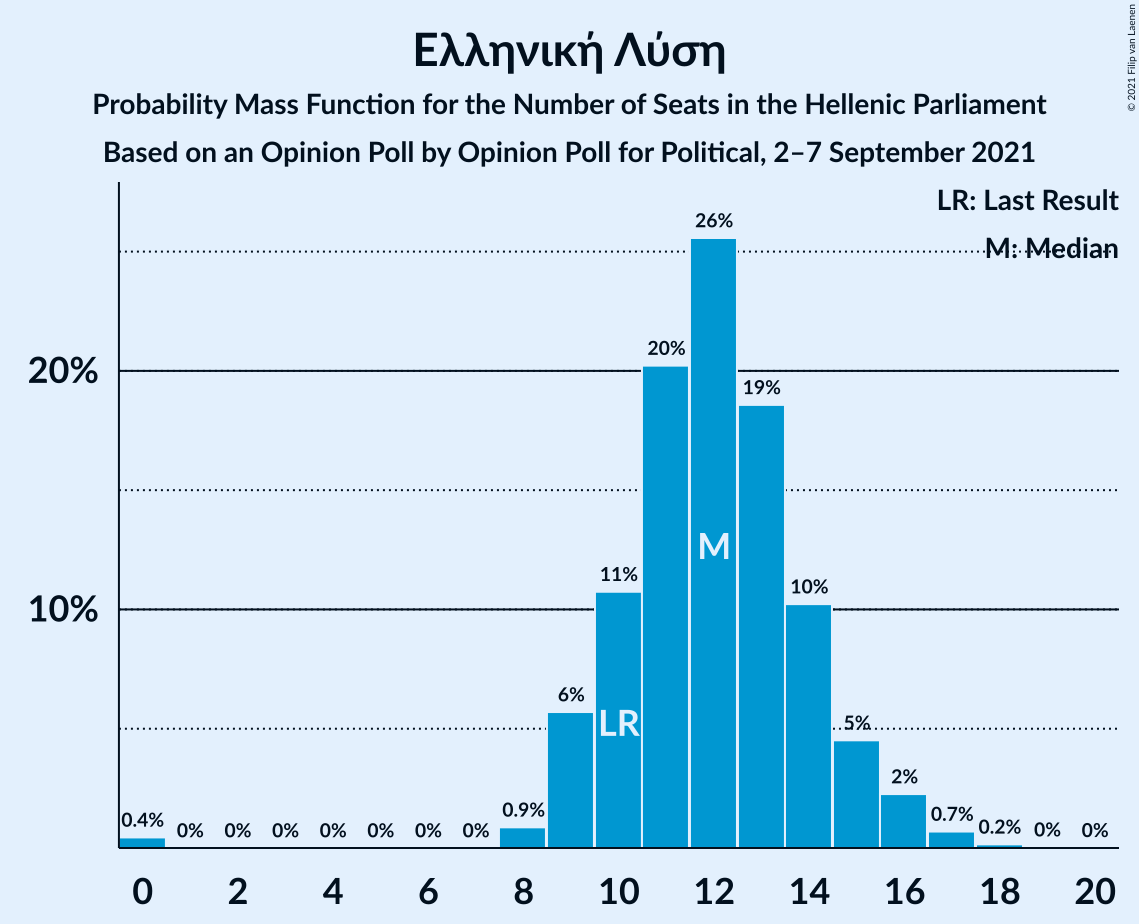 Ελληνική Λύση
Probability Mass Function for the Number of Seats in the Hellenic Parliament
Based on an Opinion Poll by Opinion Poll for Political, 2–7 September 2021
© 2021 Filip van Laenen
LR: Last Result
M: Median
20%
10%
0.4%
0%
0%
0%
0%
0%
0%
0%
0.9%
6%
11%
20%
26%
19%
10%
5%
2%
0.7%
0.2%
0%
0%
LR
M
0 2 4 6 8 10 12 14 16 18 20